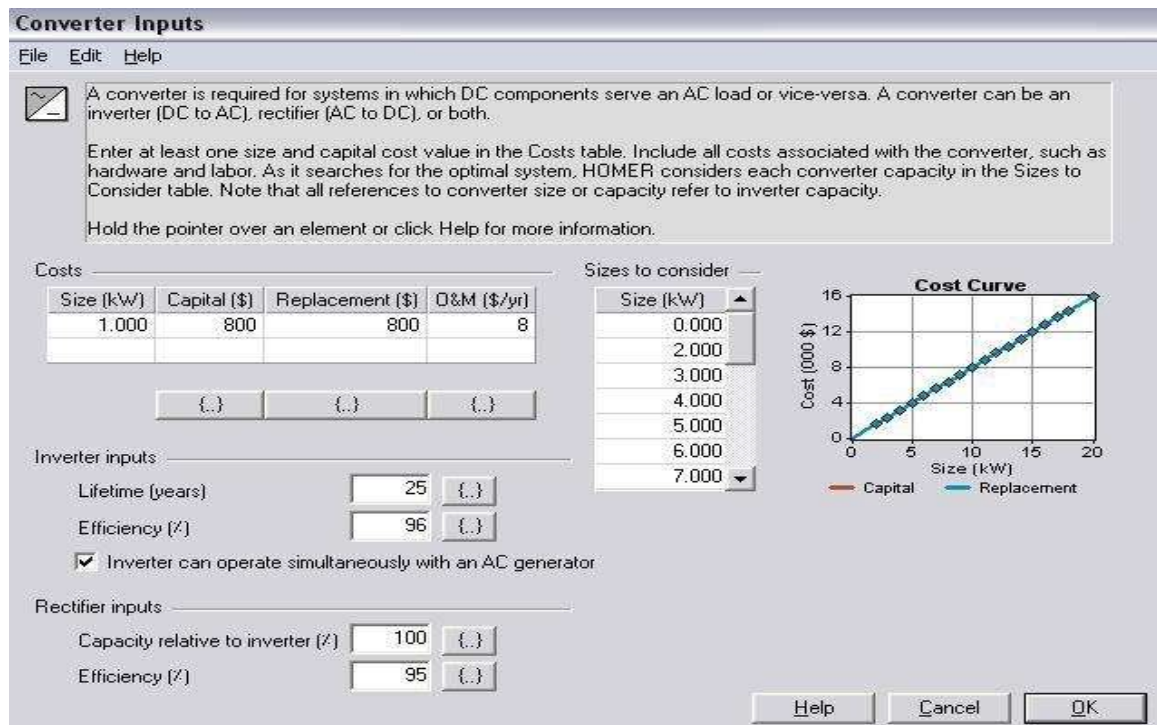 Converter Inputs
File Edit Help
A converter is required for systems in which DC components serve an AC load or vice-versa. A converter can be an
inverter (DC to AC), rectifier (AC to DC), or both.
Enter at least one size and capital cost value in the Costs table. Include all costs associated with the converter, such as
hardware and labor. As it searches for the optimal system, HOMER considers each converter capacity in the Sizes to
Consider table. Note that all references to converter size or capacity refer to inverter capacity.
Hold the pointer over an element or click Help for more information.
Costs
Size (kW) Capital ($) Replacement ($) O&M ($/yr)
1.000 800 800 8
{..} {..} {..}
Sizes to consider
Size (kW)
0.000
2.000
3.000
4.000
5.000
6.000
7.000
Cost Curve
Cost (000 $)
16
12
8
4
0
0 5 10 15 20
Size (kW)
Capital Replacement
Inverter inputs
Lifetime (years) 25 {..}
Efficiency (%) 96 {..}
Inverter can operate simultaneously with an AC generator
Rectifier inputs
Capacity relative to inverter (%) 100 {..}
Efficiency (%) 95 {..}
Help Cancel OK